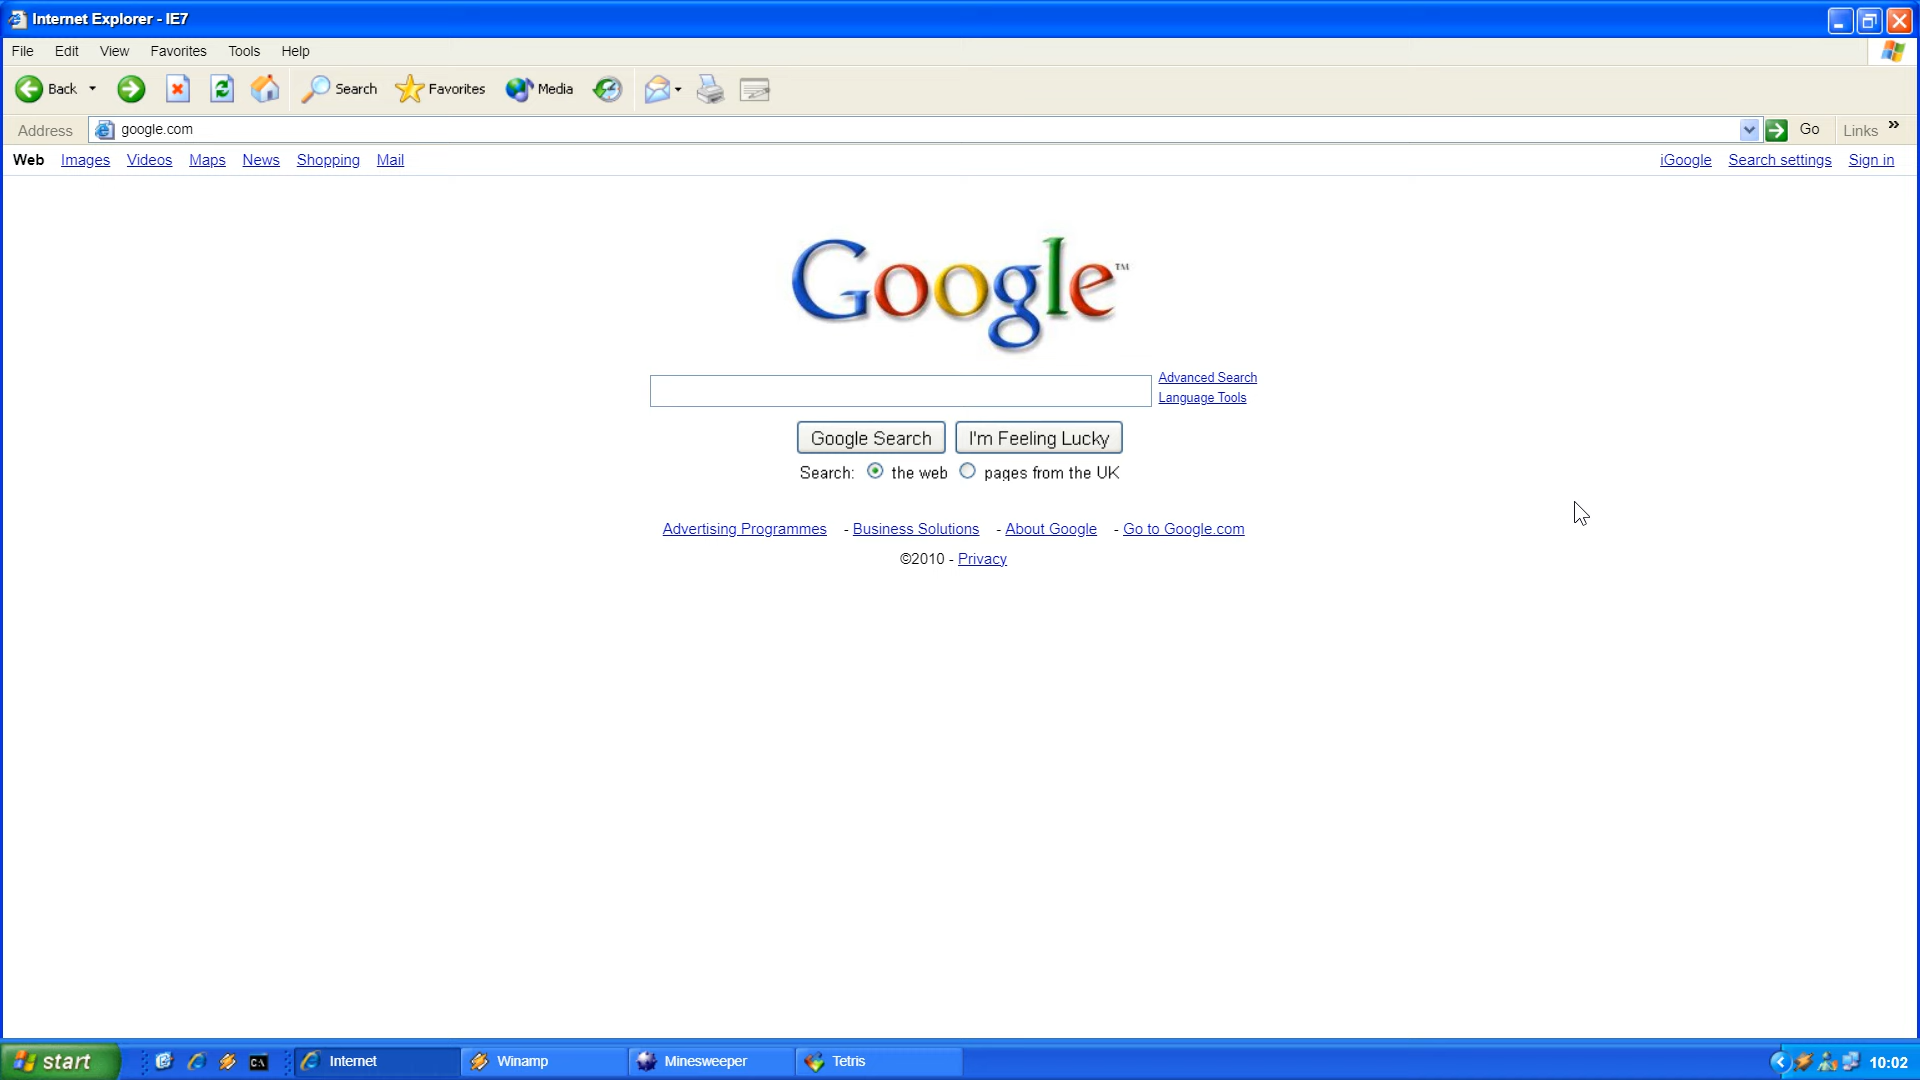 Internet Explorer - IE7
File Edit View Favorites Tools Help
Back Search Favorites Media
Address google.com Go Links »
Web Images Videos Maps News Shopping Mail iGoogle Search settings Sign in
Google™
Advanced Search
Language Tools
Google Search I'm Feeling Lucky
Search: the web pages from the UK
Advertising Programmes - Business Solutions - About Google - Go to Google.com
©2010 - Privacy
start C:\ Internet Winamp Minesweeper Tetris 10:02